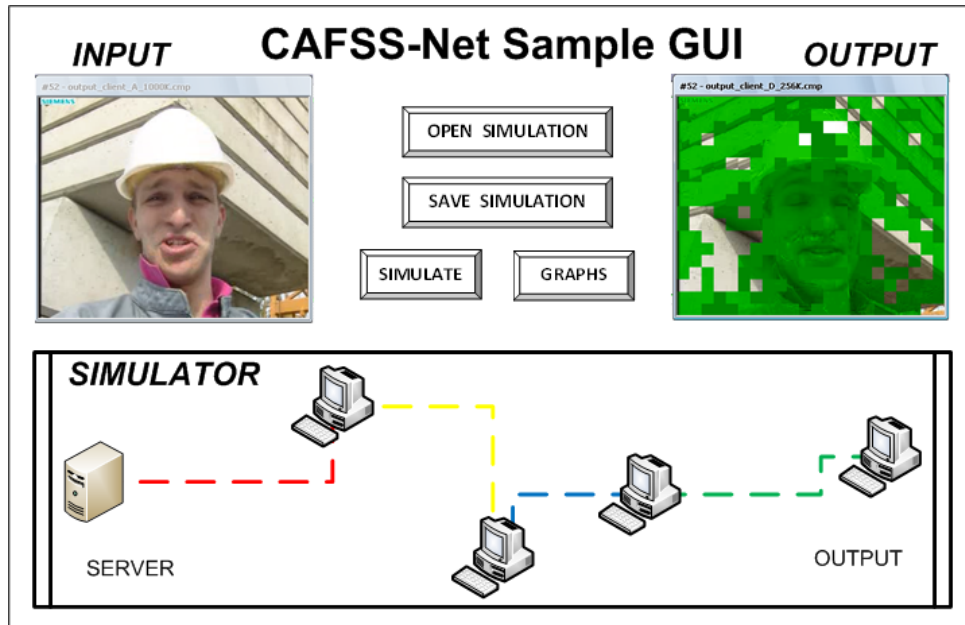 CAFSS-Net Sample GUI
INPUT
OUTPUT
#52 - output_client_A_1000K.cmp
SIEMENS
#52 - output_client_D_256K.cmp
OPEN SIMULATION
SAVE SIMULATION
SIMULATE
GRAPHS
SIMULATOR
SERVER
OUTPUT